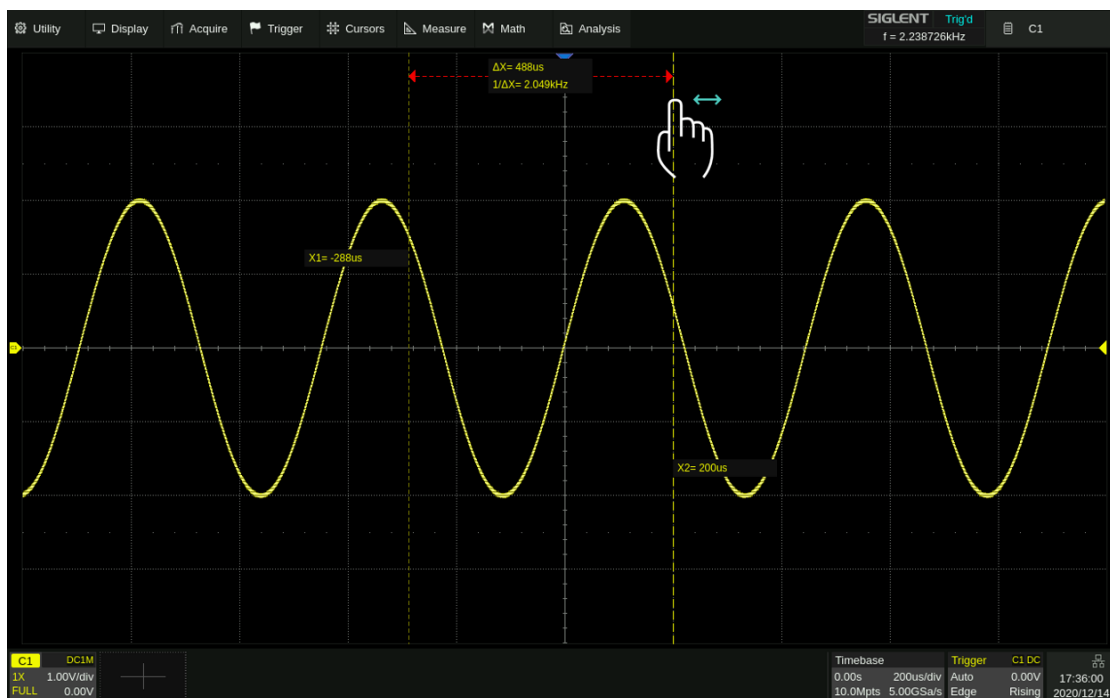 Utility Display Acquire Trigger Cursors Measure Math Analysis
SIGLENT Trig'd
f = 2.238726kHz
C1
ΔX= 488us
1/ΔX= 2.049kHz
X1= -288us
X2= 200us
C1 DC1M
1X 1.00V/div
FULL 0.00V
Timebase
0.00s 200us/div
10.0Mpts 5.00GSa/s
Trigger C1 DC
Auto 0.00V
Edge Rising
17:36:00
2020/12/14